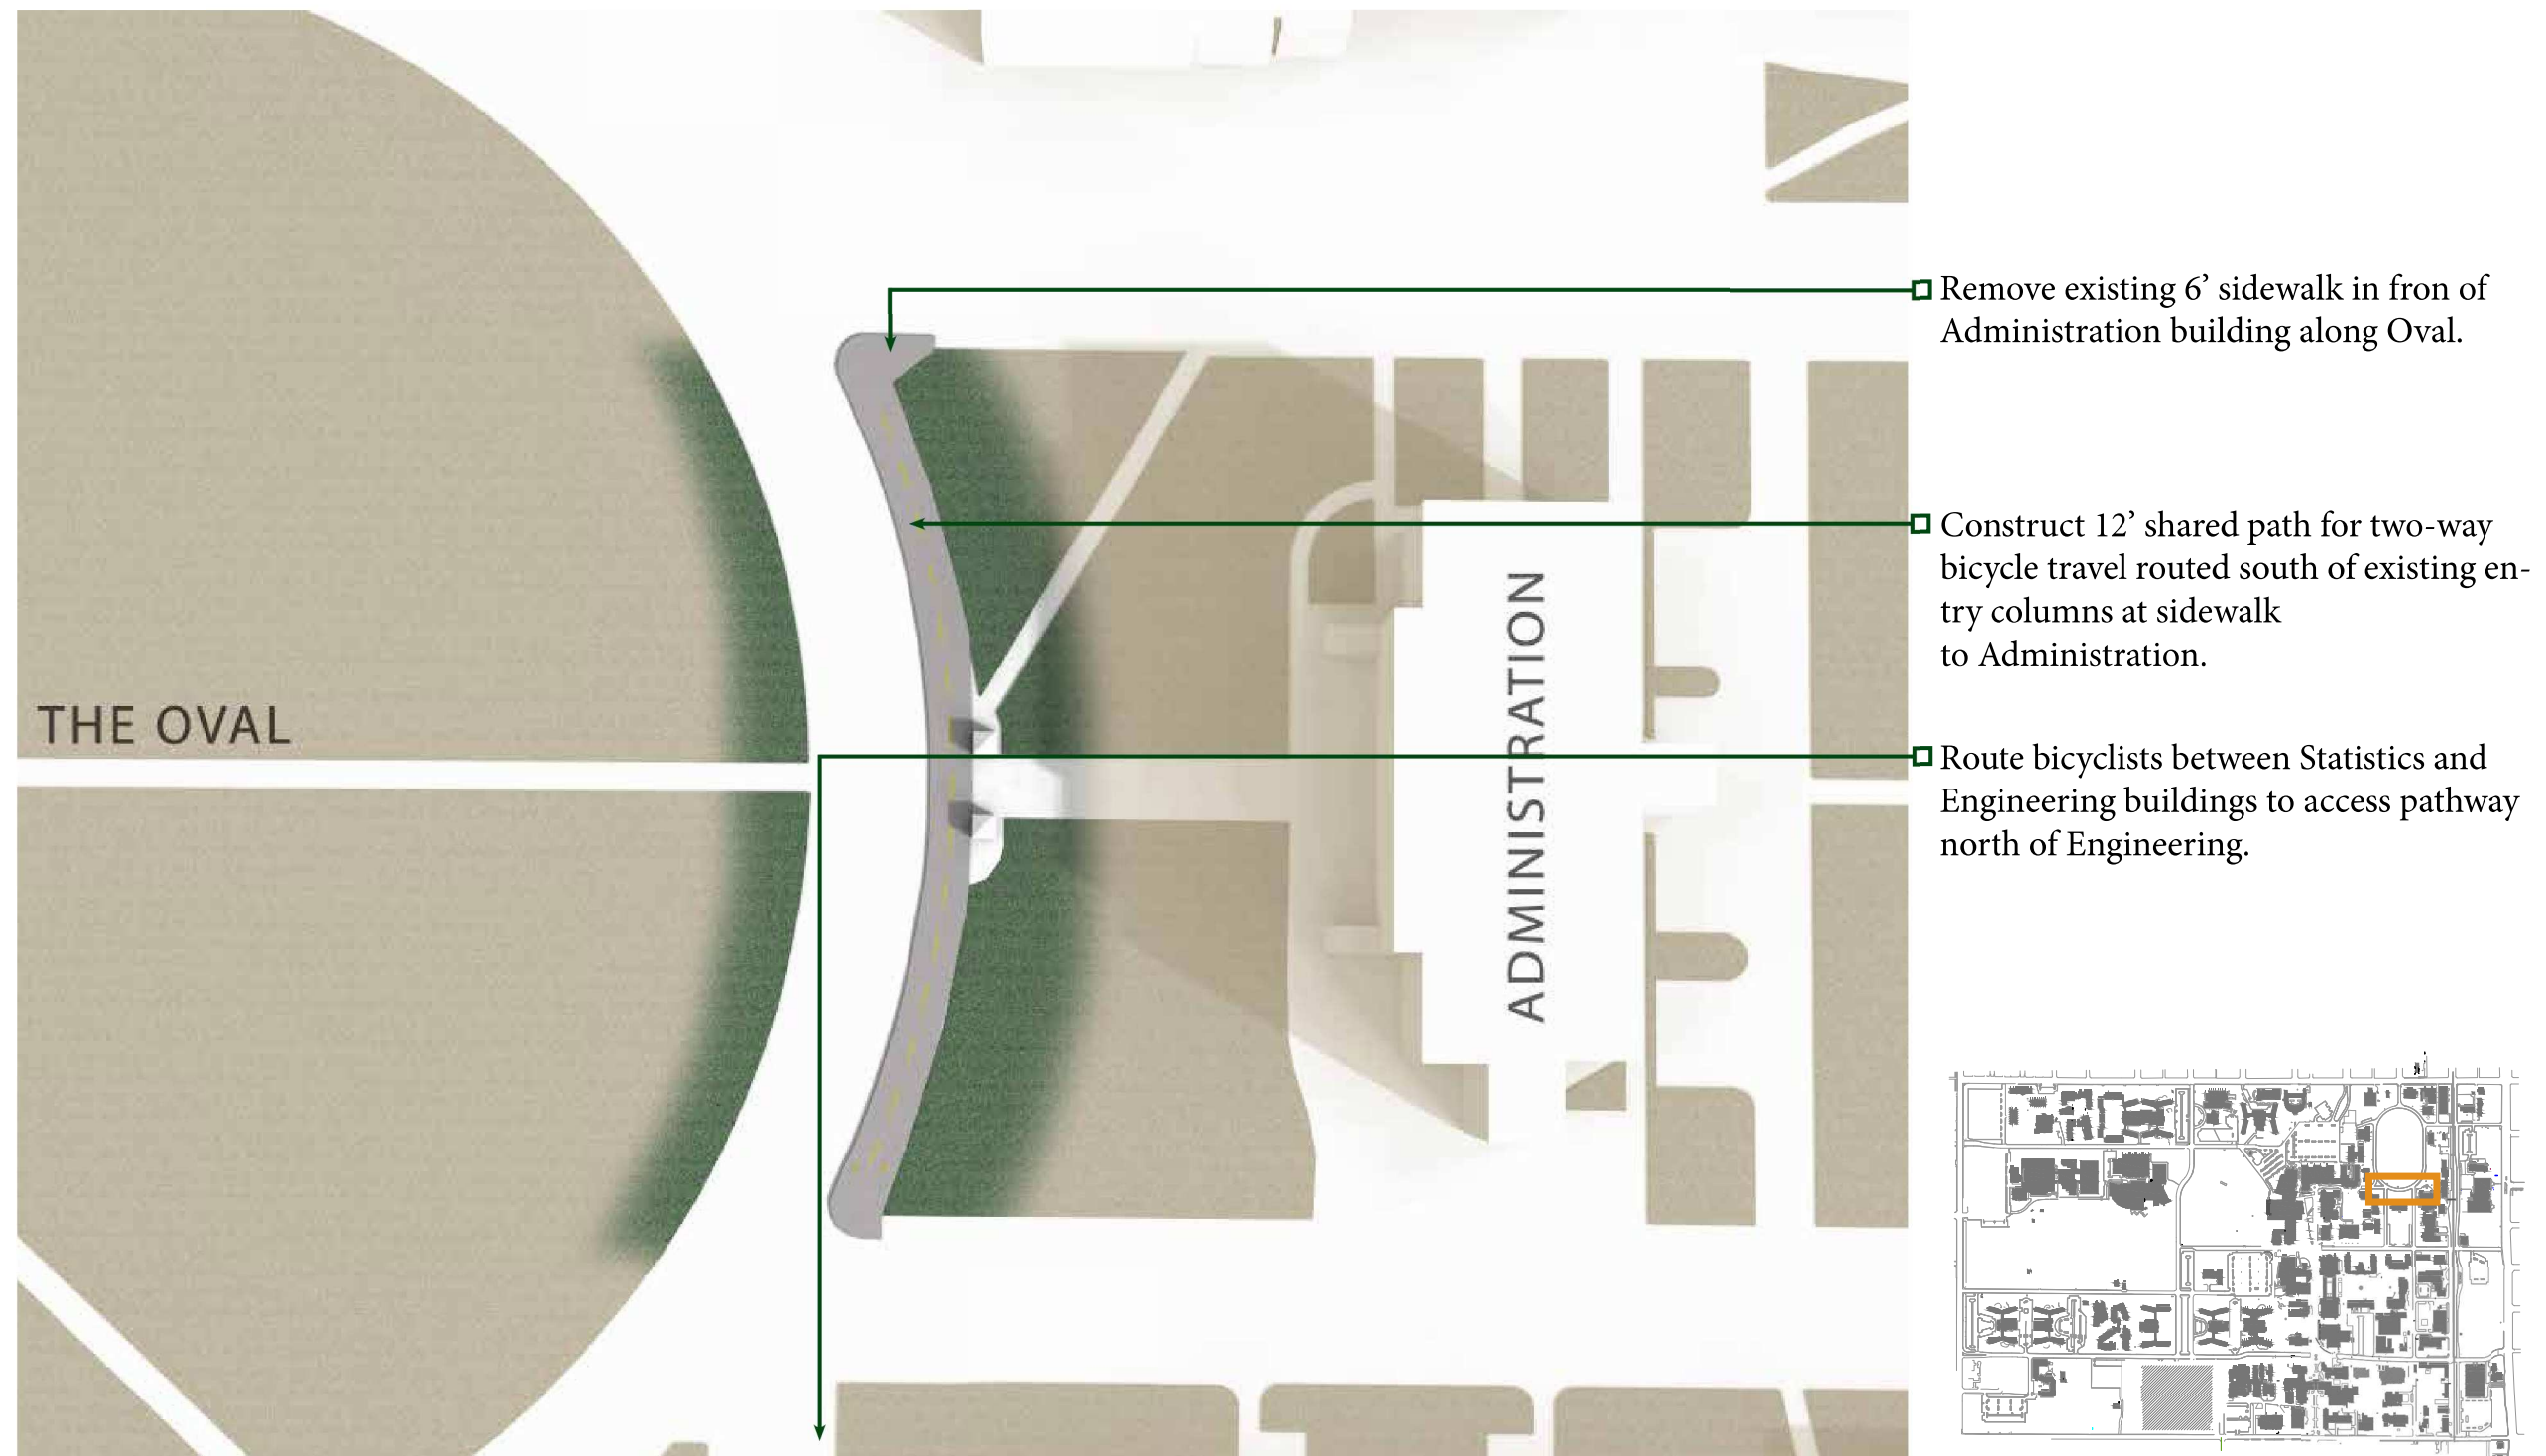 Remove existing 6’ sidewalk in fron of
Administration building along Oval.
Construct 12’ shared path for two-way
bicycle travel routed south of existing en-
try columns at sidewalk
to Administration.
THE OVAL
ADMINISTRATION
Route bicyclists between Statistics and
Engineering buildings to access pathway
north of Engineering.